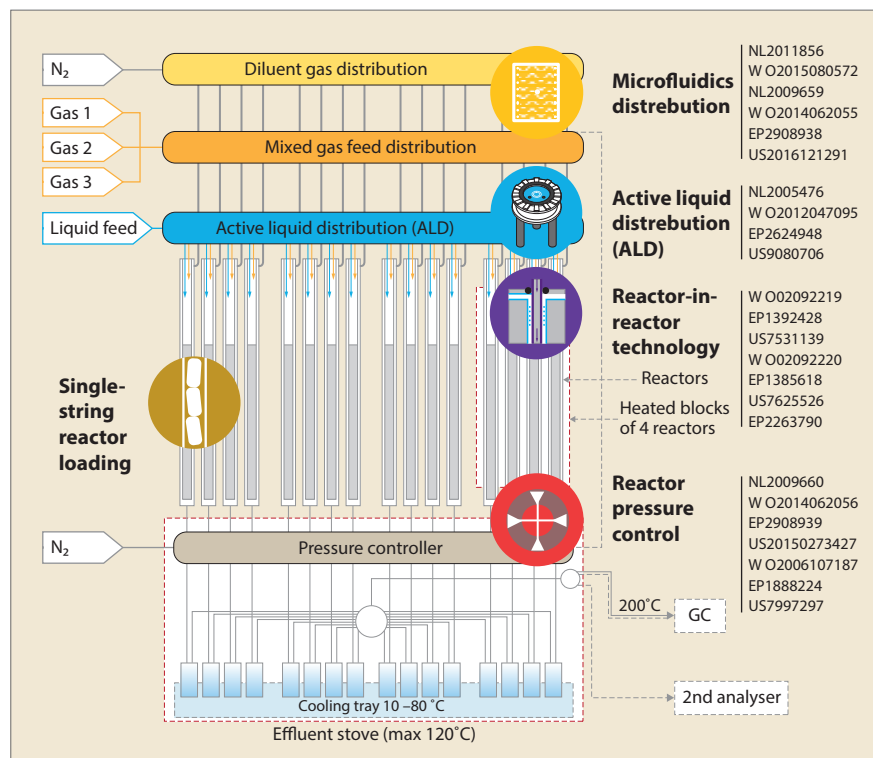 N₂
Diluent gas distribution
Gas 1
Gas 2
Gas 3
Mixed gas feed distribution
Liquid feed
Active liquid distribution (ALD)
Microfluidics
distrebution
NL2011856
W O2015080572
NL2009659
W O2014062055
EP2908938
US2016121291
Active liquid
distrebution
(ALD)
NL2005476
W O2012047095
EP2624948
US9080706
Reactor-in-
reactor
technology
W O02092219
EP1392428
US7531139
W O02092220
EP1385618
US7625526
EP2263790
Reactors
Heated blocks
of 4 reactors
Single-
string
reactor
loading
Reactor
pressure
control
NL2009660
W O2014062056
EP2908939
US20150273427
W O2006107187
EP1888224
US7997297
N₂
Pressure controller
200˚C
GC
2nd analyser
Cooling tray 10 –80 ˚C
Effluent stove (max 120˚C)